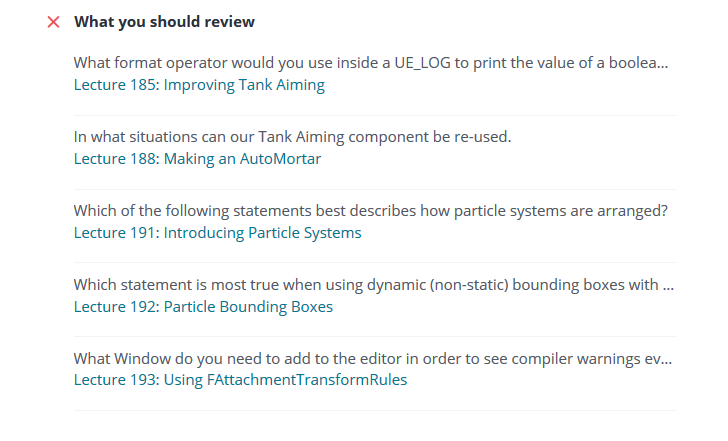 What you should review
What format operator would you use inside a UE_LOG to print the value of a boolea...
Lecture 185: Improving Tank Aiming
In what situations can our Tank Aiming component be re-used.
Lecture 188: Making an AutoMortar
Which of the following statements best describes how particle systems are arranged?
Lecture 191: Introducing Particle Systems
Which statement is most true when using dynamic (non-static) bounding boxes with ...
Lecture 192: Particle Bounding Boxes
What Window do you need to add to the editor in order to see compiler warnings ev...
Lecture 193: Using FAttachmentTransformRules